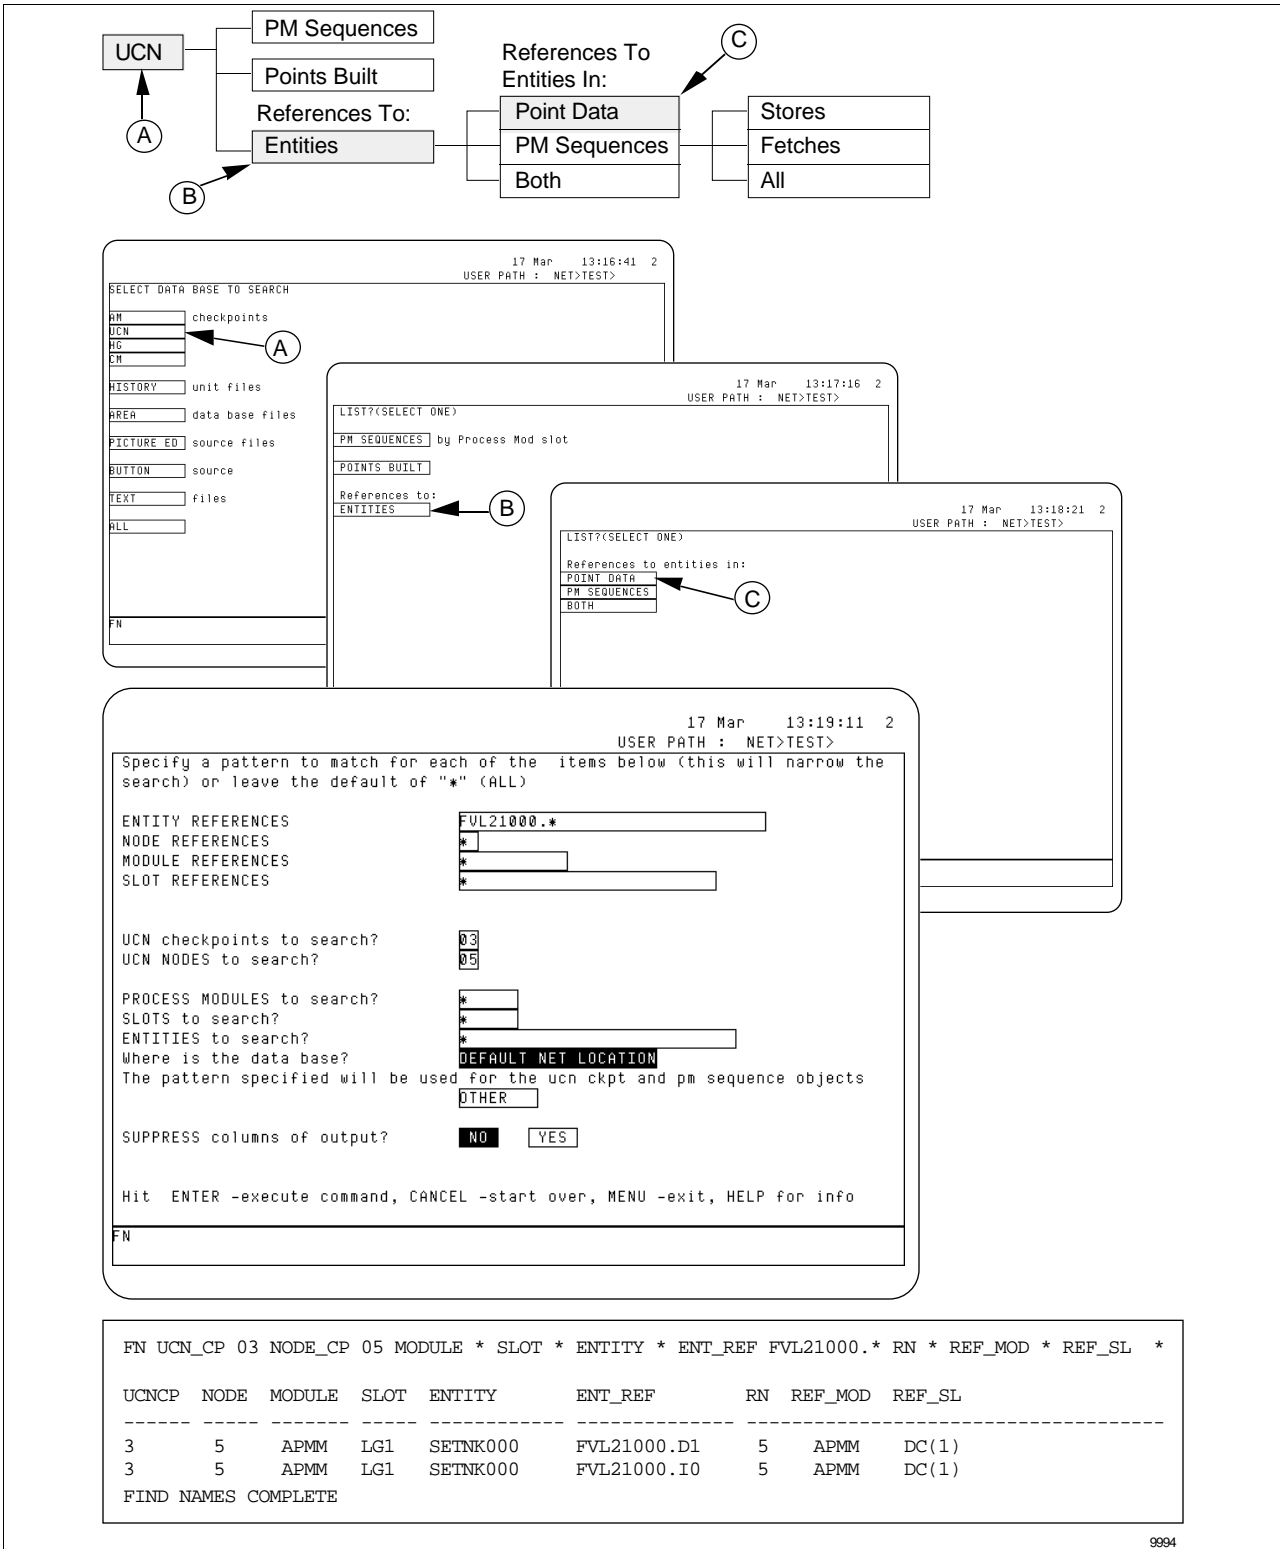 UCN
PM Sequences
Points Built
References To:
Entities
References To
Entities In:
Point Data
PM Sequences
Both
Stores
Fetches
All
A
B
C
17 Mar 13:16:41 2
USER PATH : NET>TEST>
SELECT DATA BASE TO SEARCH
AM checkpoints
UCN
HG
CM
HISTORY unit files
AREA data base files
PICTURE ED source files
BUTTON source
TEXT files
ALL
FN
A
17 Mar 13:17:16 2
USER PATH : NET>TEST>
LIST?(SELECT ONE)
PM SEQUENCES by Process Mod slot
POINTS BUILT
References to:
ENTITIES
B
17 Mar 13:18:21 2
USER PATH : NET>TEST>
LIST?(SELECT ONE)
References to entities in:
POINT DATA
PM SEQUENCES
BOTH
C
17 Mar 13:19:11 2
USER PATH : NET>TEST>
Specify a pattern to match for each of the items below (this will narrow the
search) or leave the default of "*" (ALL)
ENTITY REFERENCES FVL21000.*
NODE REFERENCES *
MODULE REFERENCES *
SLOT REFERENCES *
UCN checkpoints to search? 03
UCN NODES to search? 05
PROCESS MODULES to search? *
SLOTS to search? *
ENTITIES to search? *
Where is the data base? DEFAULT NET LOCATION
The pattern specified will be used for the ucn ckpt and pm sequence objects
OTHER
SUPPRESS columns of output? NO YES
Hit ENTER -execute command, CANCEL -start over, MENU -exit, HELP for info
FN
FN UCN_CP 03 NODE_CP 05 MODULE * SLOT * ENTITY * ENT_REF FVL21000.* RN * REF_MOD * REF_SL *
UCNCP NODE MODULE SLOT ENTITY ENT_REF RN REF_MOD REF_SL
------ ----- ------- ----- ------------ -------------- -------------------------------------
3 5 APMM LG1 SETNK000 FVL21000.D1 5 APMM DC(1)
3 5 APMM LG1 SETNK000 FVL21000.I0 5 APMM DC(1)
FIND NAMES COMPLETE
9994